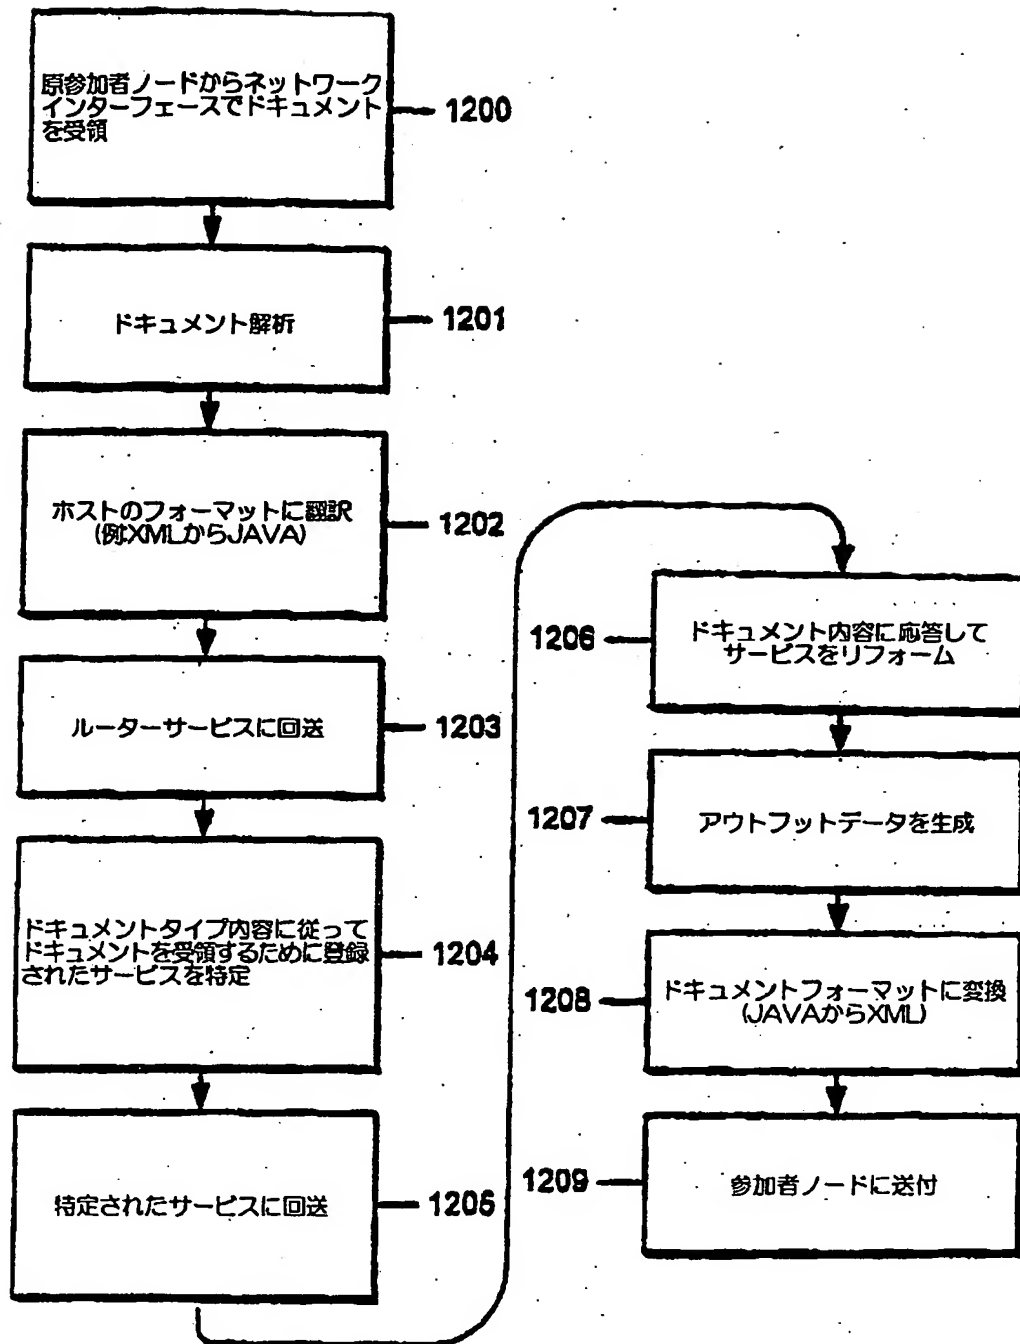 原参加者ノードからネットワーク
インターフェースでドキュメント
を受領
1200
ドキュメント解析
1201
ホストのフォーマットに翻訳
(例:XMLからJAVA)
1202
ルーターサービスに回送
1203
ドキュメントタイプ内容に従って
ドキュメントを受領するために登録
されたサービスを特定
1204
特定されたサービスに回送
1205
1206
ドキュメント内容に応答して
サービスをリフォーム
1207
アウトフットデータを生成
1208
ドキュメントフォーマットに変換
(JAVAからXML)
1209
参加者ノードに送付